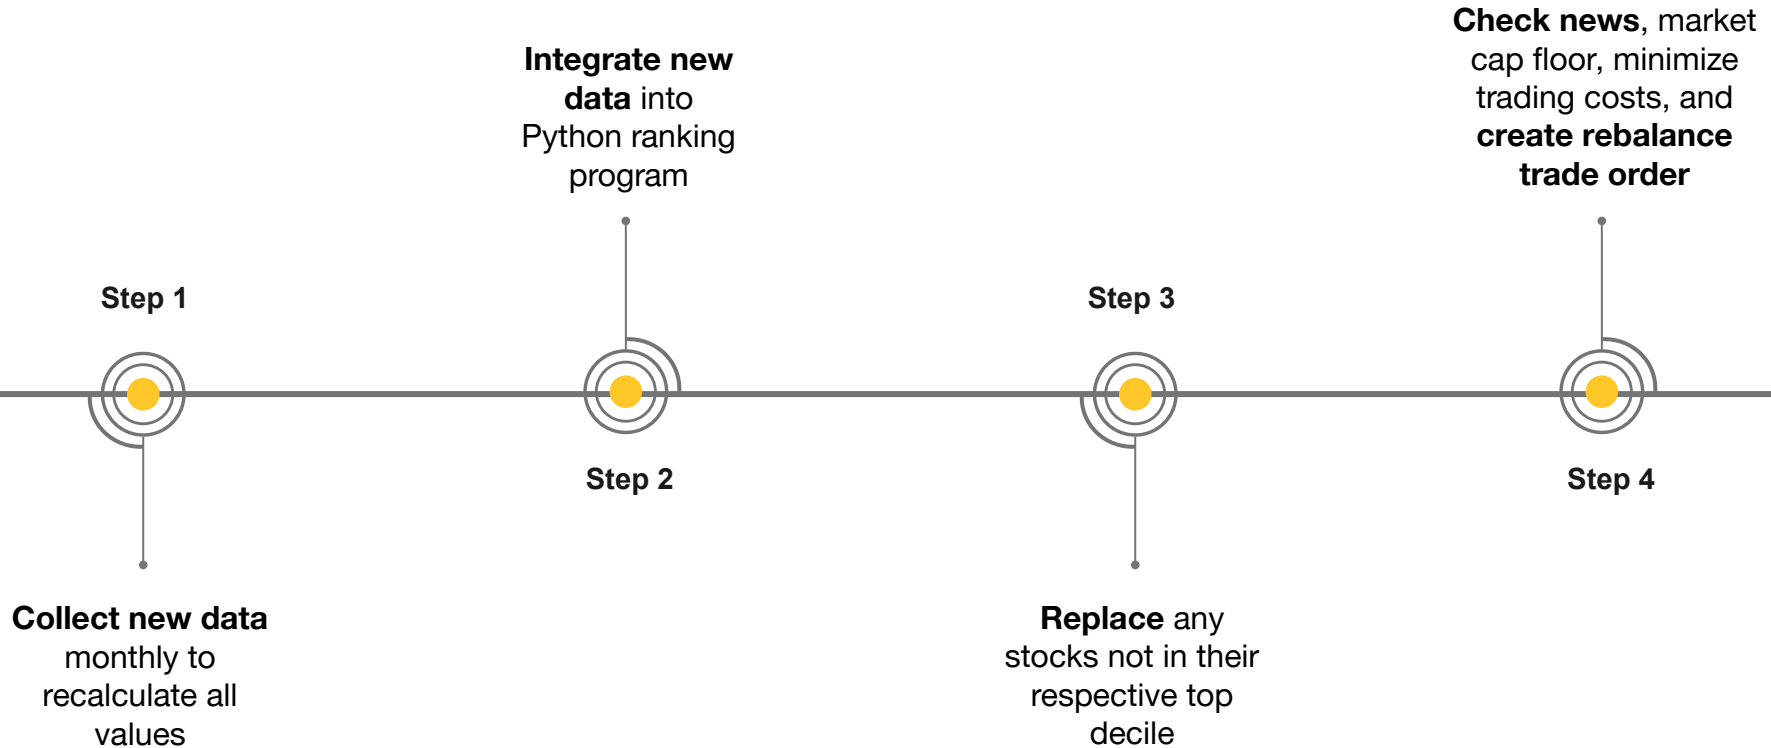 Step 1
Collect new data
monthly to
recalculate all
values
Integrate new
data into
Python ranking
program
Step 2
Step 3
Replace any
stocks not in their
respective top
decile
Check news, market
cap floor, minimize
trading costs, and
create rebalance
trade order
Step 4